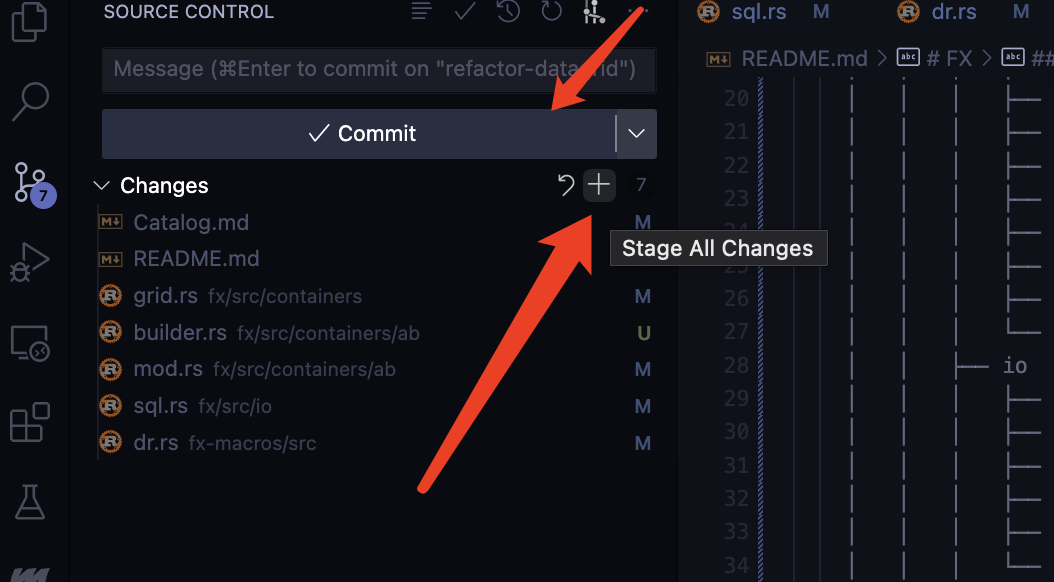 SOURCE CONTROL
Message (⌘Enter to commit on "refactor-datagrid")
Commit
Changes 7
Catalog.md M
README.md
Stage All Changes
grid.rs fx/src/containers M
builder.rs fx/src/containers/ab U
mod.rs fx/src/containers/ab M
sql.rs fx/src/io M
dr.rs fx-macros/src M
7
sql.rs M dr.rs M
README.md > # FX > ##
20
21
22
23
24
25
26
27
28 io
29
30
31
32
33
34